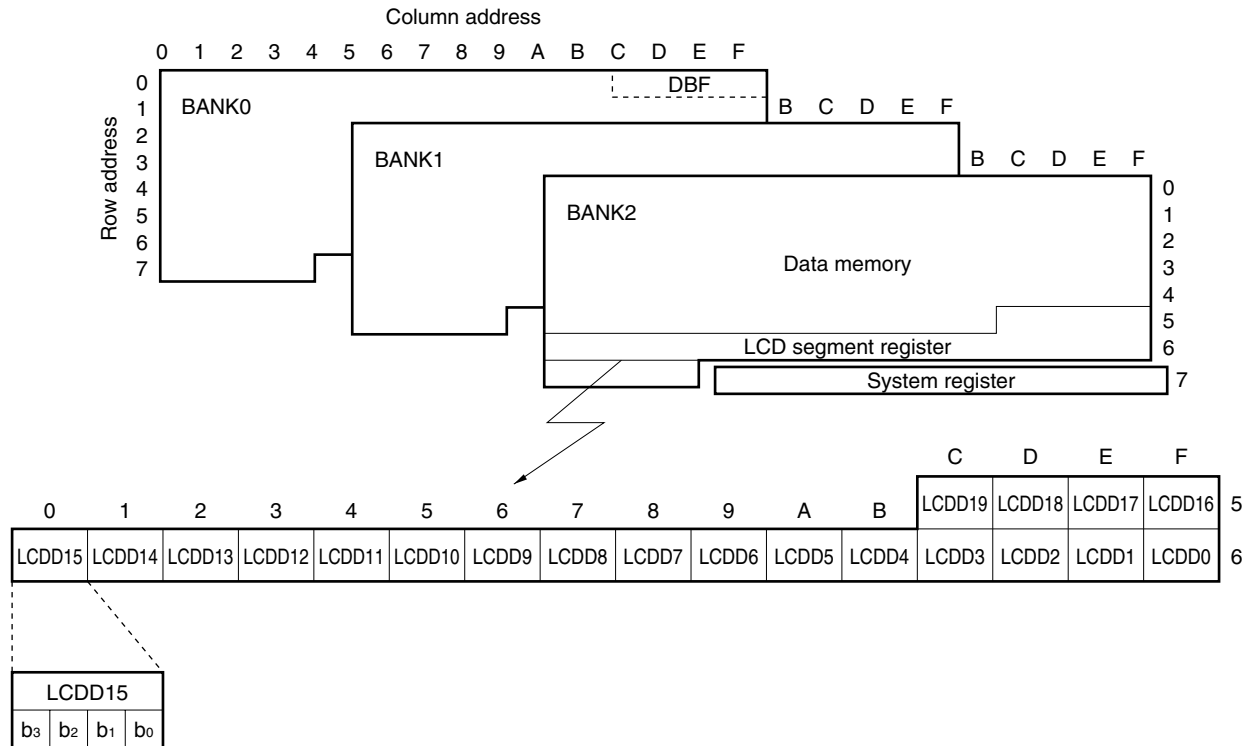 Column address
0 1 2 3 4 5 6 7 8 9 A B C D E F
Row address
0
1
2
3
4
5
6
7
DBF
BANK0
B C D E F
BANK1
B C D E F
BANK2
0
1
2
3
4
5
6
7
Data memory
LCD segment register
System register
C D E F
LCDD19 LCDD18 LCDD17 LCDD16 5
0 1 2 3 4 5 6 7 8 9 A B
LCDD15 LCDD14 LCDD13 LCDD12 LCDD11 LCDD10 LCDD9 LCDD8 LCDD7 LCDD6 LCDD5 LCDD4 LCDD3 LCDD2 LCDD1 LCDD0 6
LCDD15
b3 b2 b1 b0